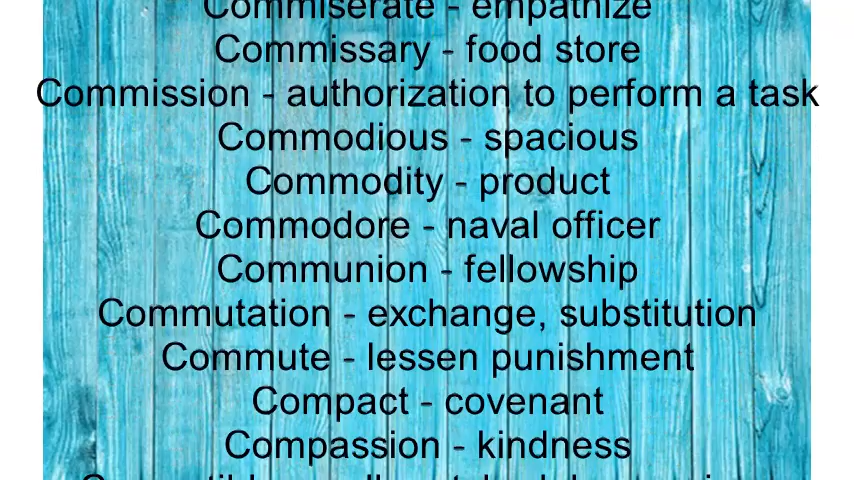 Commiserate - empathize
Commissary - food store
Commission - authorization to perform a task
Commodious - spacious
Commodity - product
Commodore - naval officer
Communion - fellowship
Commutation - exchange, substitution
Commute - lessen punishment
Compact - covenant
Compassion - kindness